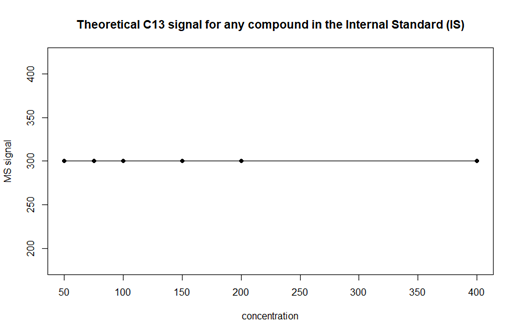 Theoretical C13 signal for any compound in the Internal Standard (IS)
400
350
300
250
200
MS signal
50 100 150 200 250 300 350 400
concentration